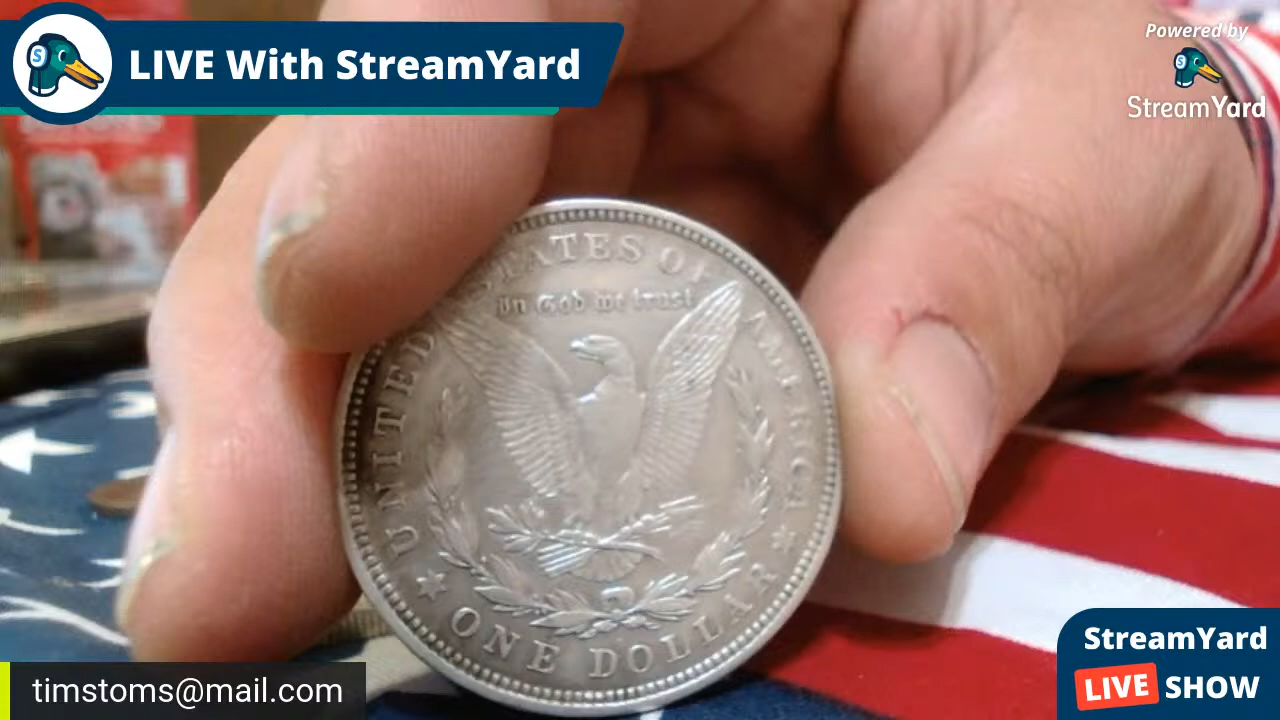 LIVE With StreamYard
Powered by
StreamYard
UNITED STATES OF AMERICA
In God we trust
ONE DOLLAR
timstoms@mail.com
StreamYard
LIVE SHOW